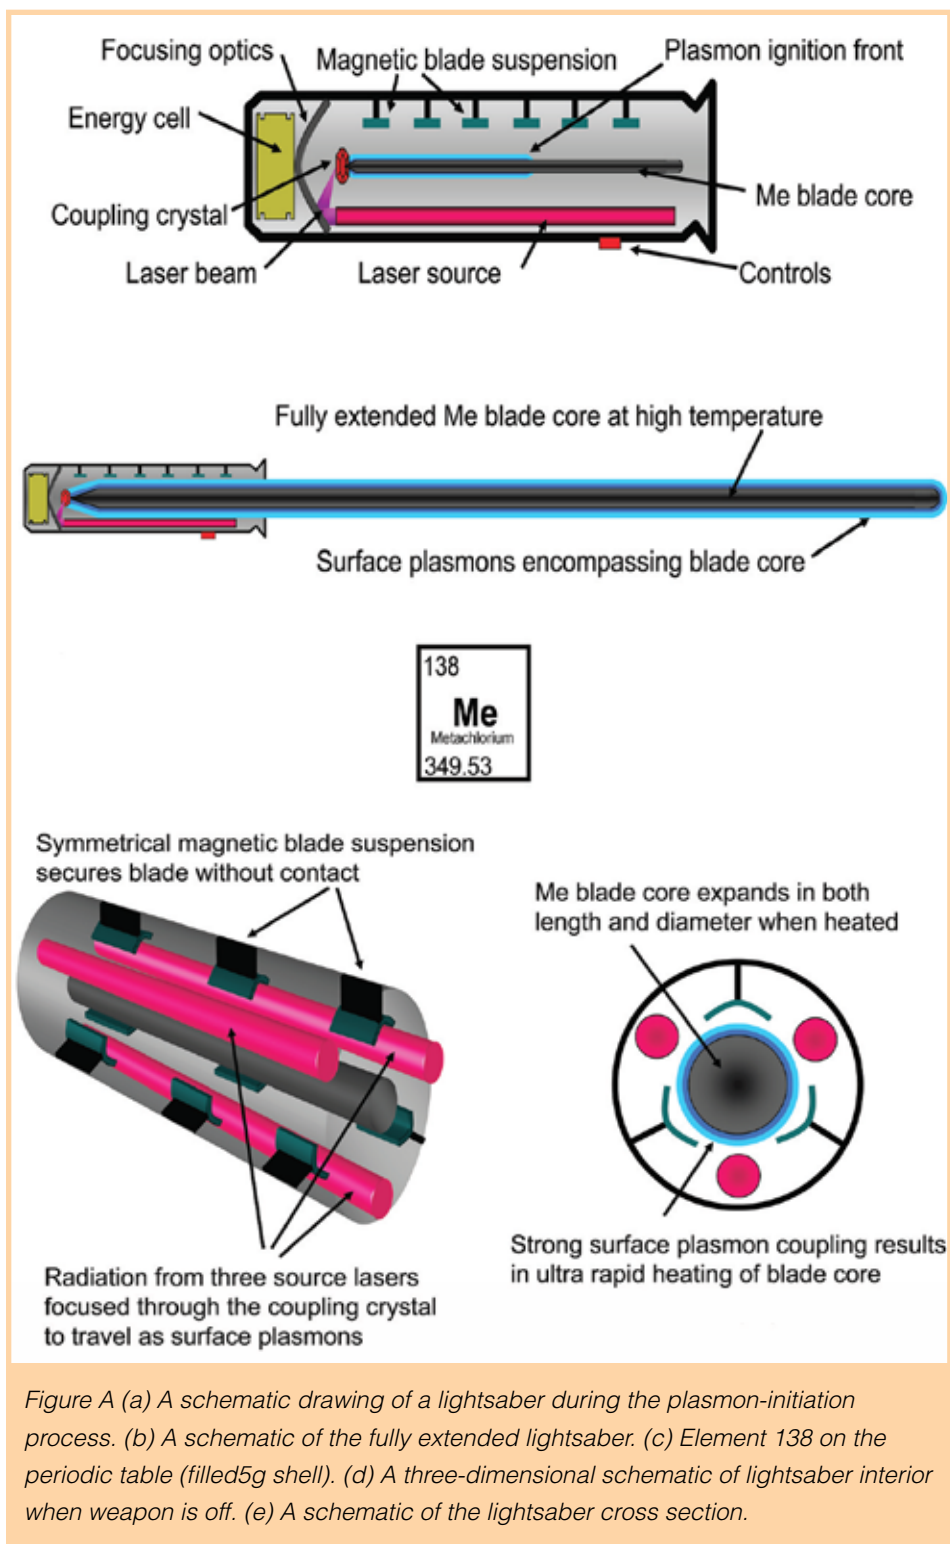 Focusing optics
Magnetic blade suspension
Plasmon ignition front
Energy cell
Coupling crystal
Me blade core
Laser beam
Laser source
Controls
Fully extended Me blade core at high temperature
Surface plasmons encompassing blade core
138
Me
Metachlorium
349.53
Symmetrical magnetic blade suspension
secures blade without contact
Me blade core expands in both
length and diameter when heated
Strong surface plasmon coupling results
in ultra rapid heating of blade core
Radiation from three source lasers
focused through the coupling crystal
to travel as surface plasmons
Figure A (a) A schematic drawing of a lightsaber during the plasmon-initiation
process. (b) A schematic of the fully extended lightsaber. (c) Element 138 on the
periodic table (filled5g shell). (d) A three-dimensional schematic of lightsaber interior
when weapon is off. (e) A schematic of the lightsaber cross section.